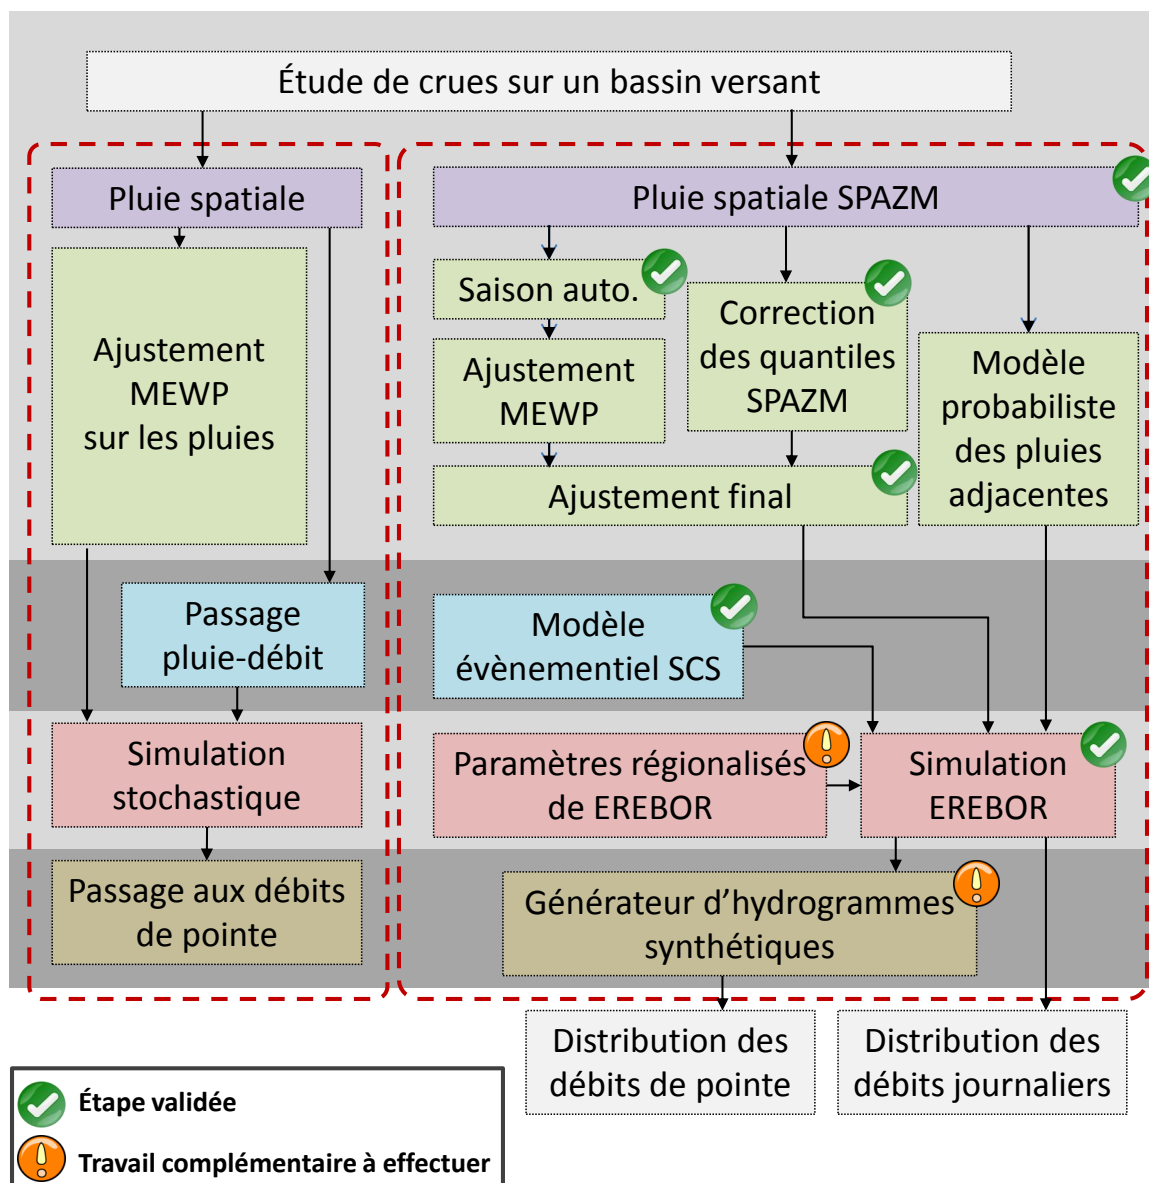 Étude de crues sur un bassin versant
Pluie spatiale
Ajustement
MEWP
sur les pluies
Passage
pluie-débit
Simulation
stochastique
Passage aux débits
de pointe
Pluie spatiale SPAZM
Saison auto.
Ajustement
MEWP
Correction
des quantiles
SPAZM
Modèle
probabiliste
des pluies
adjacentes
Ajustement final
Modèle
évènementiel SCS
Paramètres régionalisés
de EREBOR
Simulation
EREBOR
Générateur d’hydrogrammes
synthétiques
Distribution des
débits de pointe
Distribution des
débits journaliers
Étape validée
Travail complémentaire à effectuer